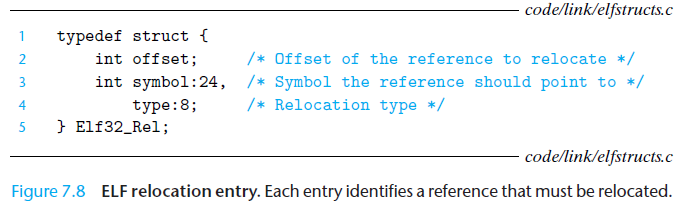 code/link/elfstructs.c
1 typedef struct {
2 int offset; /* Offset of the reference to relocate */
3 int symbol:24, /* Symbol the reference should point to */
4 type:8; /* Relocation type */
5 } Elf32_Rel;
code/link/elfstructs.c
Figure 7.8 ELF relocation entry. Each entry identifies a reference that must be relocated.